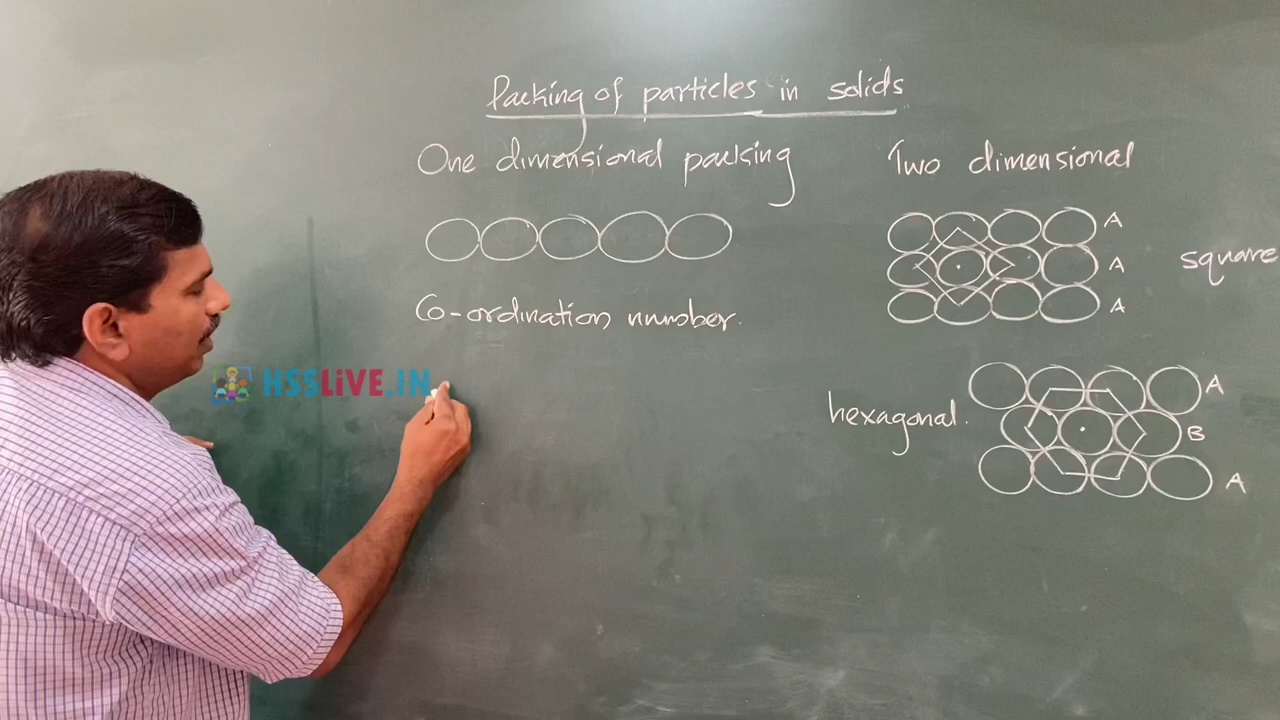 Packing of particles in solids
One dimensional packing
Two dimensional
A
A
square
A
Co-ordination number.
HSSLiVE.IN
A
hexagonal.
B
A